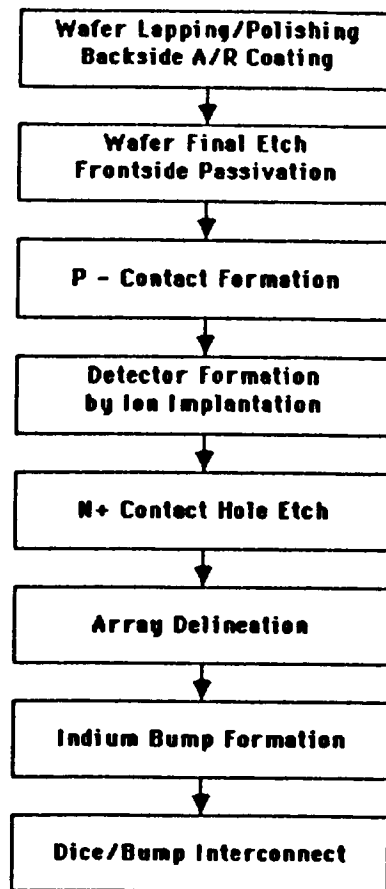 Wafer Lapping/Polishing
Backside A/R Coating
Wafer Final Etch
Frontside Passivation
P - Contact Formation
Detector Formation
by Ion Implantation
N+ Contact Hole Etch
Array Delineation
Indium Bump Formation
Dice/Bump Interconnect